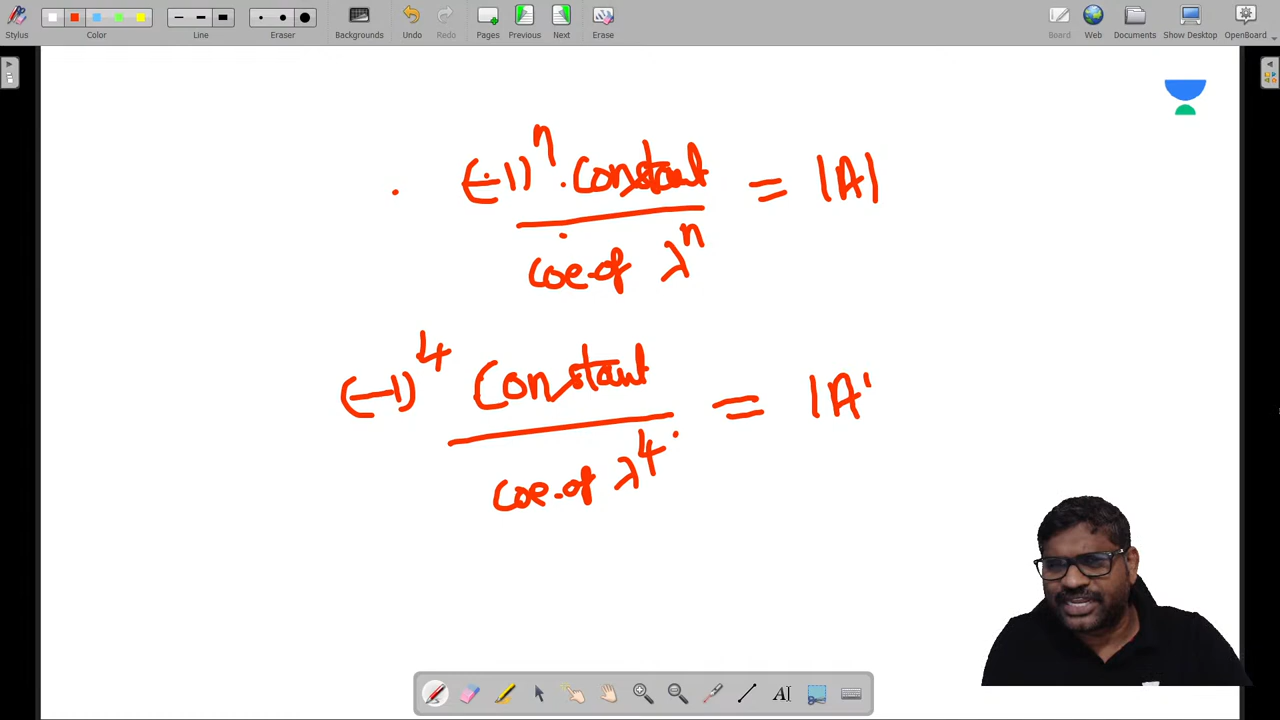 Stylus Color Line Eraser Backgrounds Undo Redo Pages Previous Next Erase Board Web Documents Show Desktop OpenBoard
(-1)^n . Constant
coe.of λ^n
= |A|
(-1)^4 Constant
coe.of λ^4
= |A'
AI